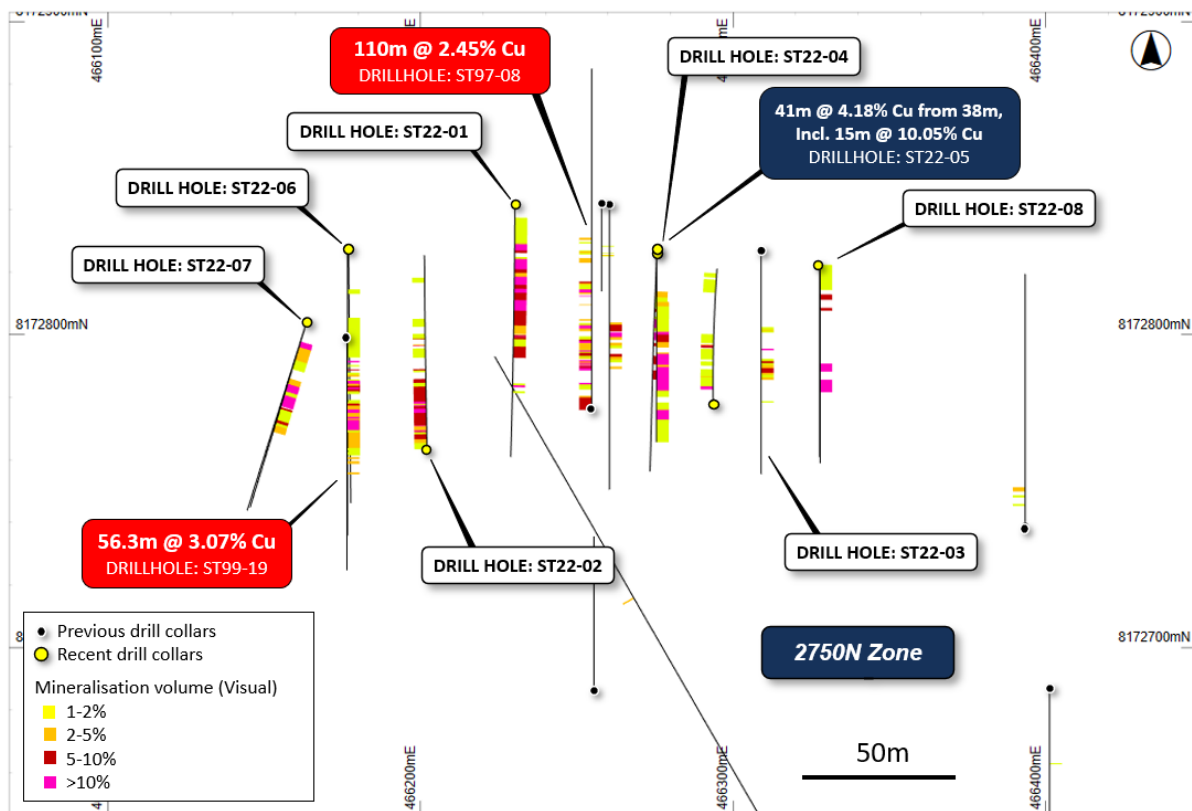 8172900mN
8172900mN
466100mE
466400mE
110m @ 2.45% Cu
DRILLHOLE: ST97-08
DRILL HOLE: ST22-04
41m @ 4.18% Cu from 38m,
Incl. 15m @ 10.05% Cu
DRILLHOLE: ST22-05
DRILL HOLE: ST22-01
DRILL HOLE: ST22-06
DRILL HOLE: ST22-08
DRILL HOLE: ST22-07
8172800mN
8172800mN
56.3m @ 3.07% Cu
DRILLHOLE: ST99-19
DRILL HOLE: ST22-02
DRILL HOLE: ST22-03
Previous drill collars
Recent drill collars
Mineralisation volume (Visual)
1-2%
2-5%
5-10%
>10%
2750N Zone
8172700mN
50m
466200mE
466300mE
466400mE